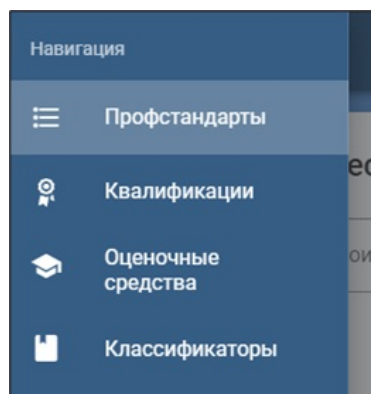 Навигация
Профстандарты
Квалификации
Оценочные
средства
Классификаторы